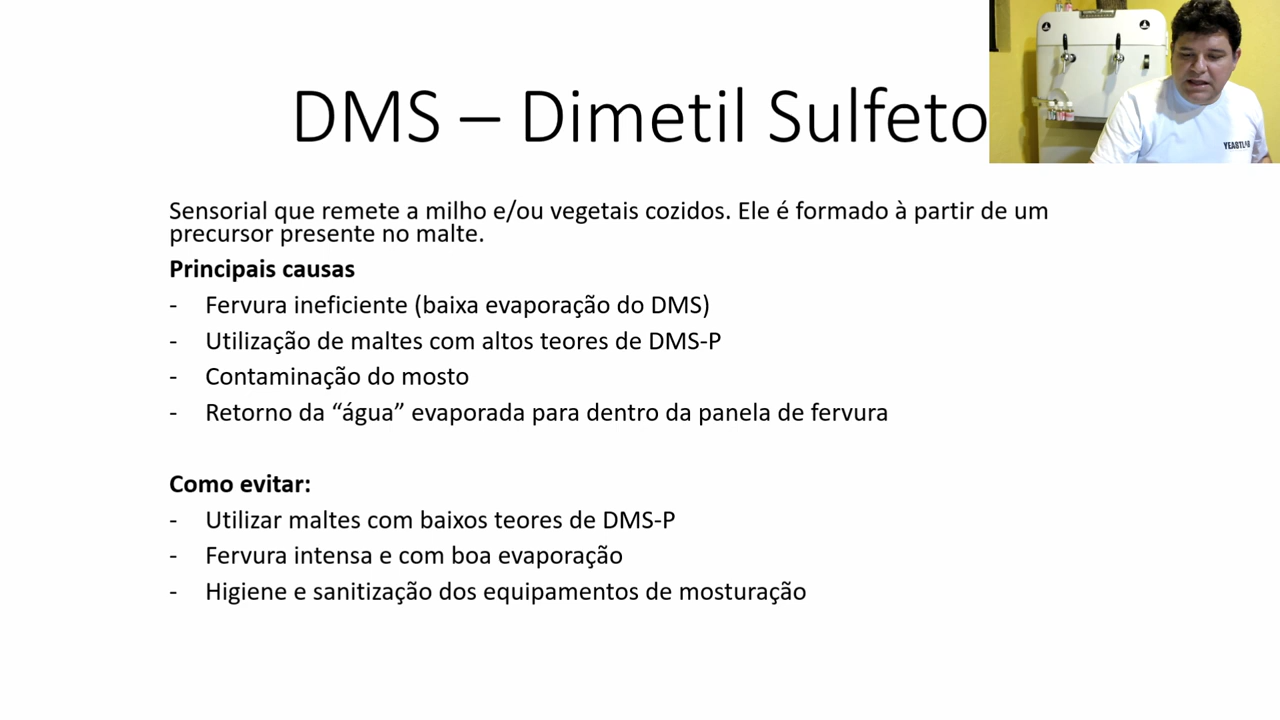 DMS – Dimetil Sulfeto
YEASTLAB
Sensorial que remete a milho e/ou vegetais cozidos. Ele é formado à partir de um
precursor presente no malte.
Principais causas
- Fervura ineficiente (baixa evaporação do DMS)
- Utilização de maltes com altos teores de DMS-P
- Contaminação do mosto
- Retorno da “água” evaporada para dentro da panela de fervura
Como evitar:
- Utilizar maltes com baixos teores de DMS-P
- Fervura intensa e com boa evaporação
- Higiene e sanitização dos equipamentos de mosturação